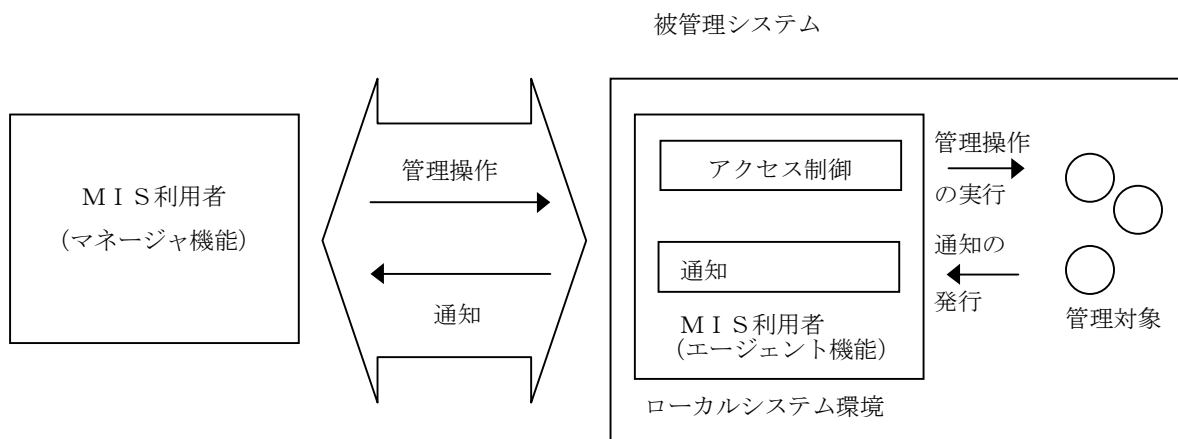 被管理システム
MIS利用者
(マネージャ機能)
管理操作
通知
アクセス制御
通知
MIS利用者
(エージェント機能)
ローカルシステム環境
管理操作
の実行
通知の
発行
管理対象